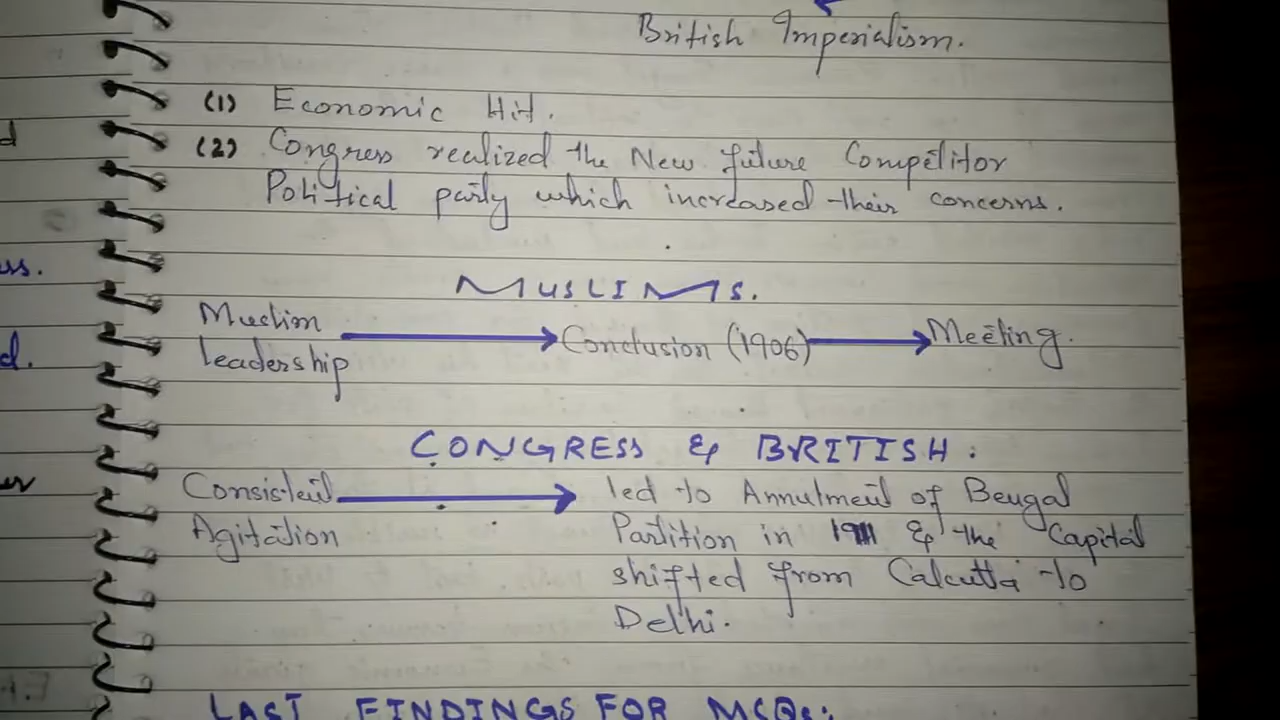 British Imperialism.
(1) Economic Hit.
(2) Congress realized the New future Competitor
Political party which increased their concerns.
MUSLIMS.
Muslim leadership → Conclusion (1906) → Meeting.
CONGRESS & BRITISH:
Consistent → led to Annulment of Bengal
Agitation Partition in 1911 & the Capital
shifted from Calcutta to
Delhi.
LAST FINDINGS FOR MCQs: